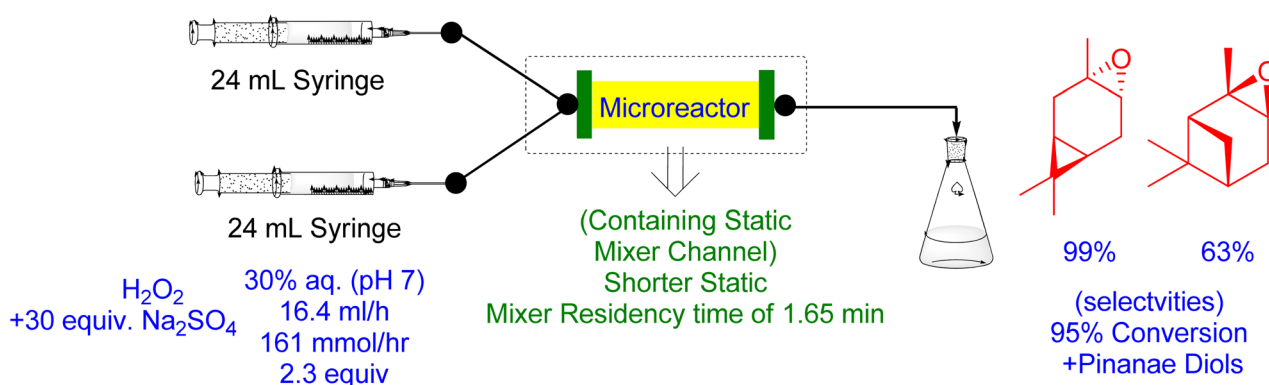 24 mL Syringe
24 mL Syringe
H2O2
+30 equiv. Na2SO4
30% aq. (pH 7)
16.4 ml/h
161 mmol/hr
2.3 equiv
Microreactor
(Containing Static
Mixer Channel)
Shorter Static
Mixer Residency time of 1.65 min
O
O
99%
63%
(selectvities)
95% Conversion
+Pinanae Diols